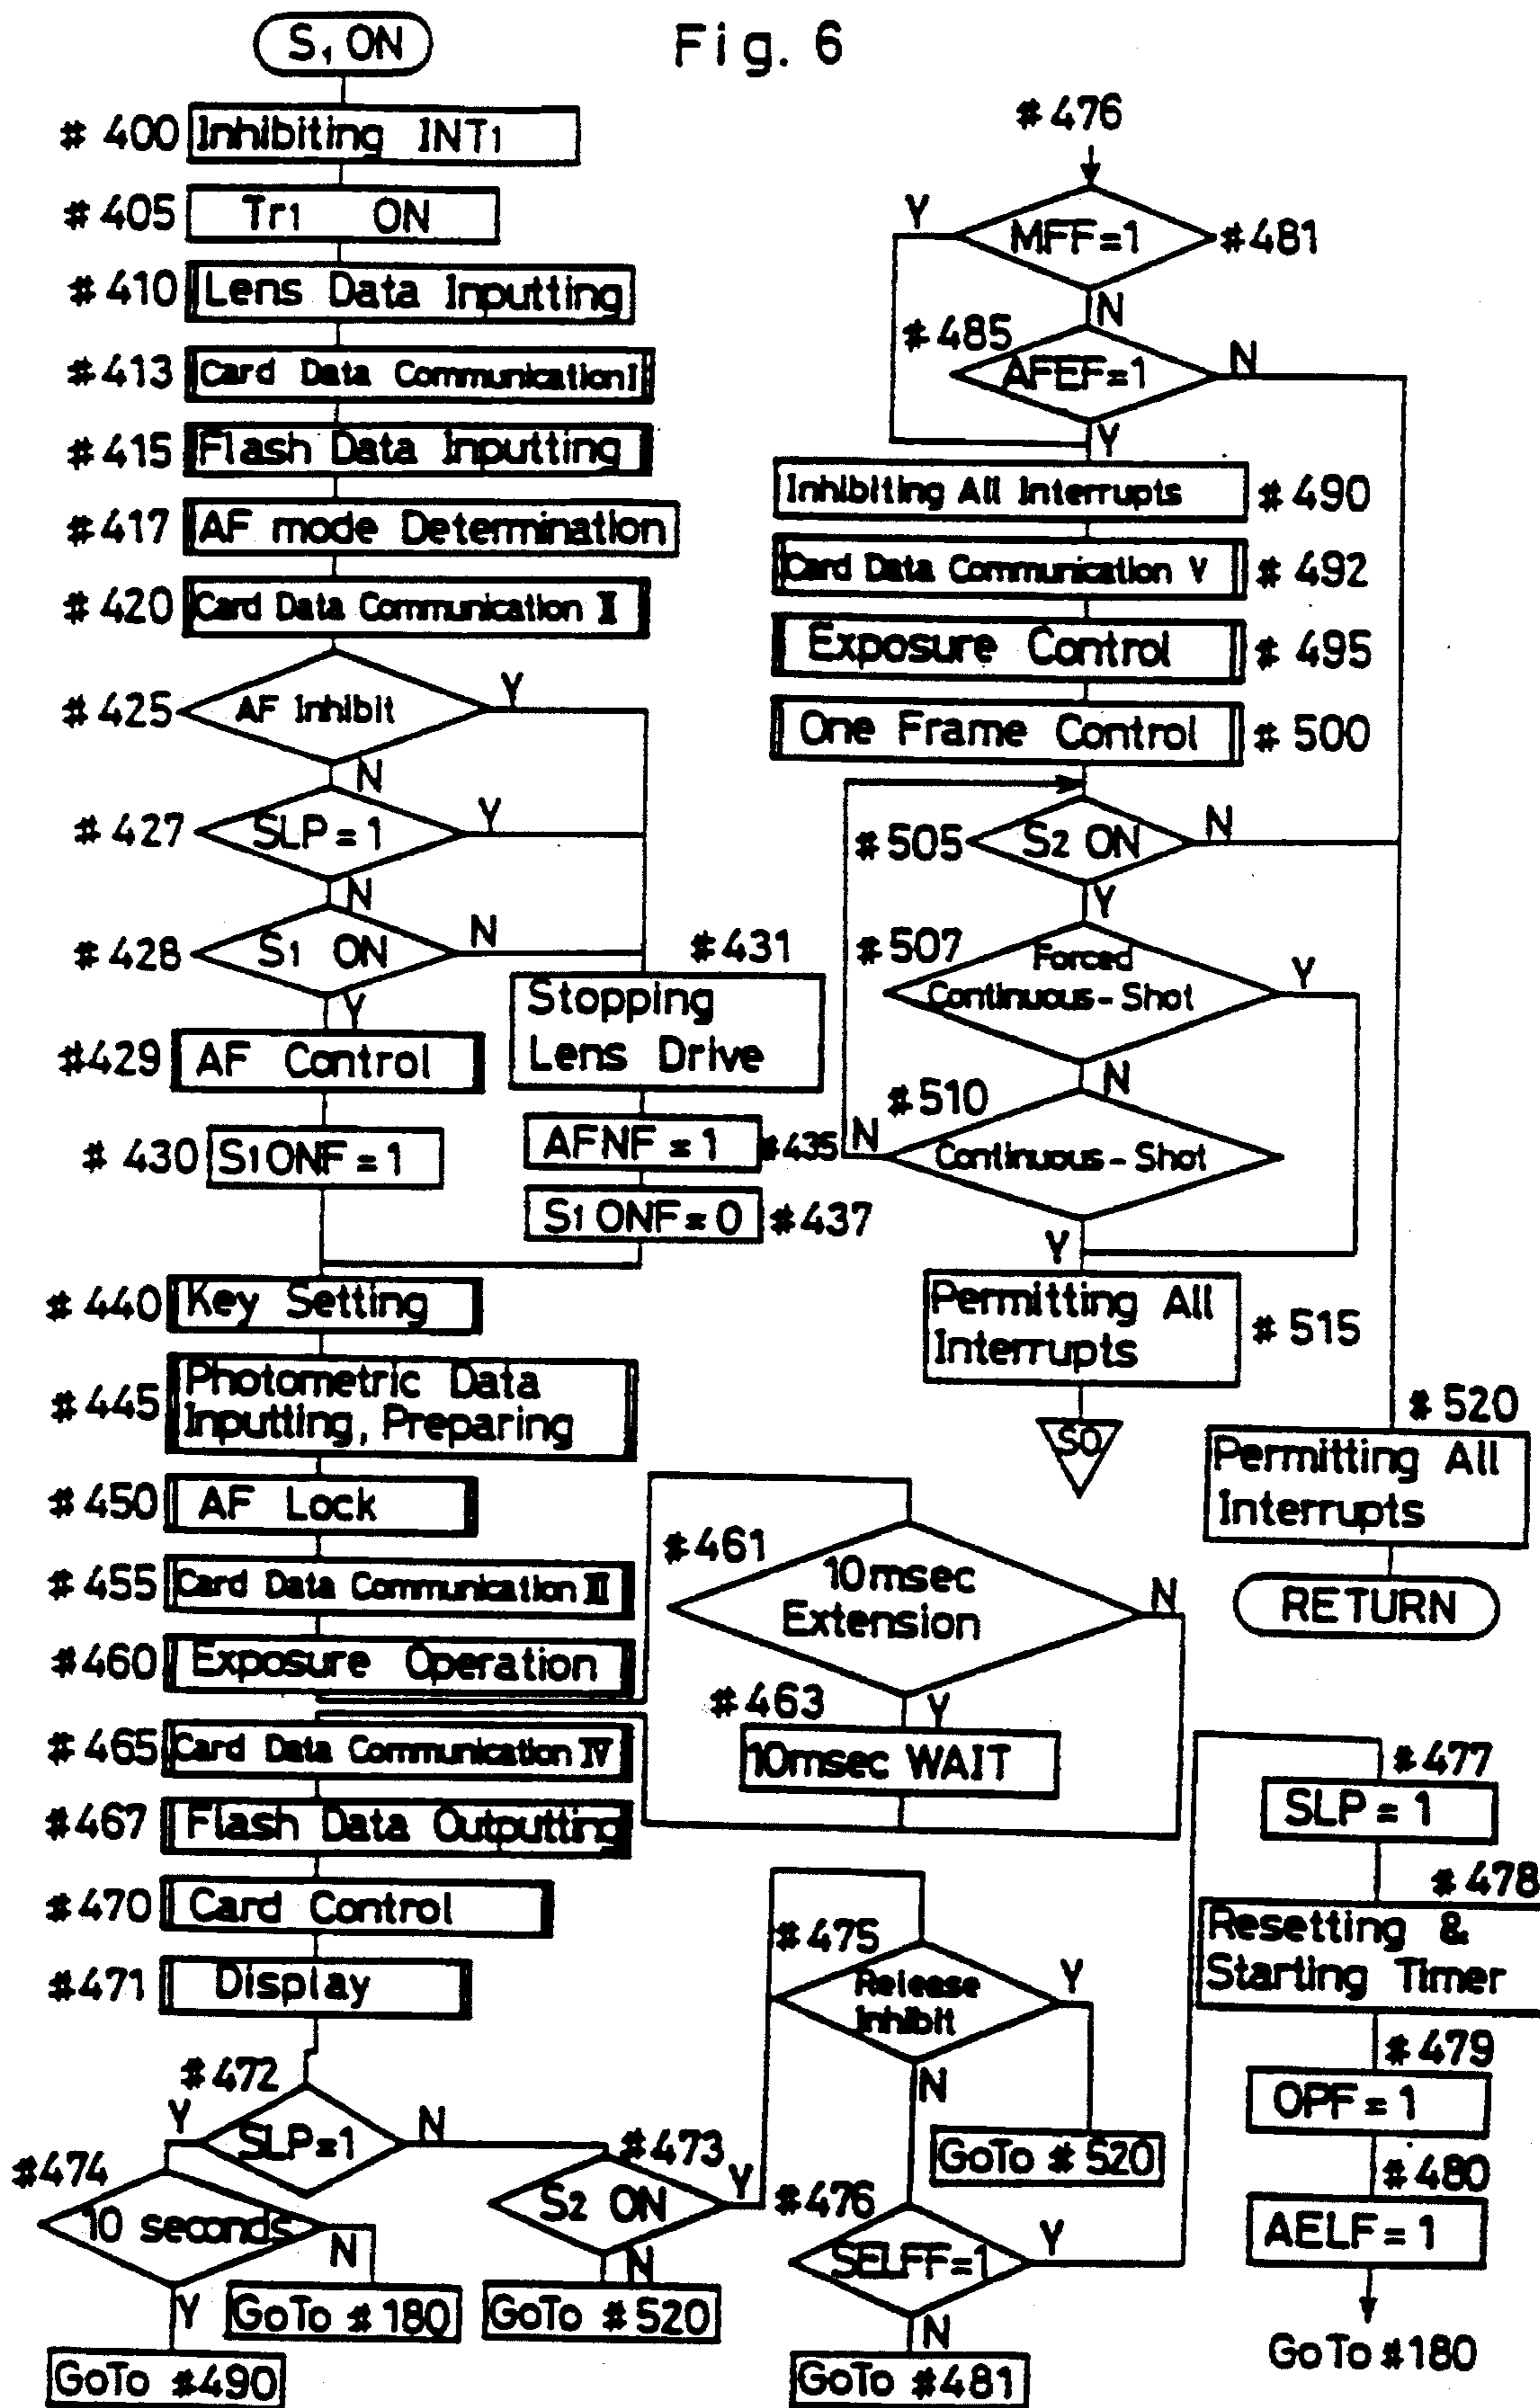 Fig. 6
S1 ON
#400 Inhibiting INT1
#405 Tr1 ON
#410 Lens Data Inputting
#413 Card Data Communication I
#415 Flash Data Inputting
#417 AF mode Determination
#420 Card Data Communication II
#425 AF Inhibit Y
N
#427 SLP=1 Y
N
#428 S1 ON N
Y
#429 AF Control
#430 S1ONF=1
#431
Stopping
Lens Drive
AFNF=1 #435
S1ONF=0 #437
#440 Key Setting
#445 Photometric Data
Inputting, Preparing
#450 AF Lock
#455 Card Data Communication III
#460 Exposure Operation
#461
10msec
Extension
N
Y
#463
10msec WAIT
#465 Card Data Communication IV
#467 Flash Data Outputting
#470 Card Control
#471 Display
#472
Y SLP=1 N
#474
10 seconds
N
Y
GoTo #180
GoTo #490
#473
S2 ON Y
N
GoTo #520
#475
Release
Inhibit
Y
N
GoTo #520
#476
SELFF=1 Y
N
GoTo #481
#477
SLP=1
#478
Resetting &
Starting Timer
#479
OPF=1
#480
AELF=1
GoTo #180
#476
Y MFF=1 #481
N
#485
AFEF=1 N
Y
Inhibiting All Interrupts #490
Card Data Communication V #492
Exposure Control #495
One Frame Control #500
#505 S2 ON N
Y
#507
Forced
Continuous-Shot
Y
N
#510
N Continuous-Shot
Y
Permitting All
Interrupts
#515
SO
#520
Permitting All
Interrupts
RETURN